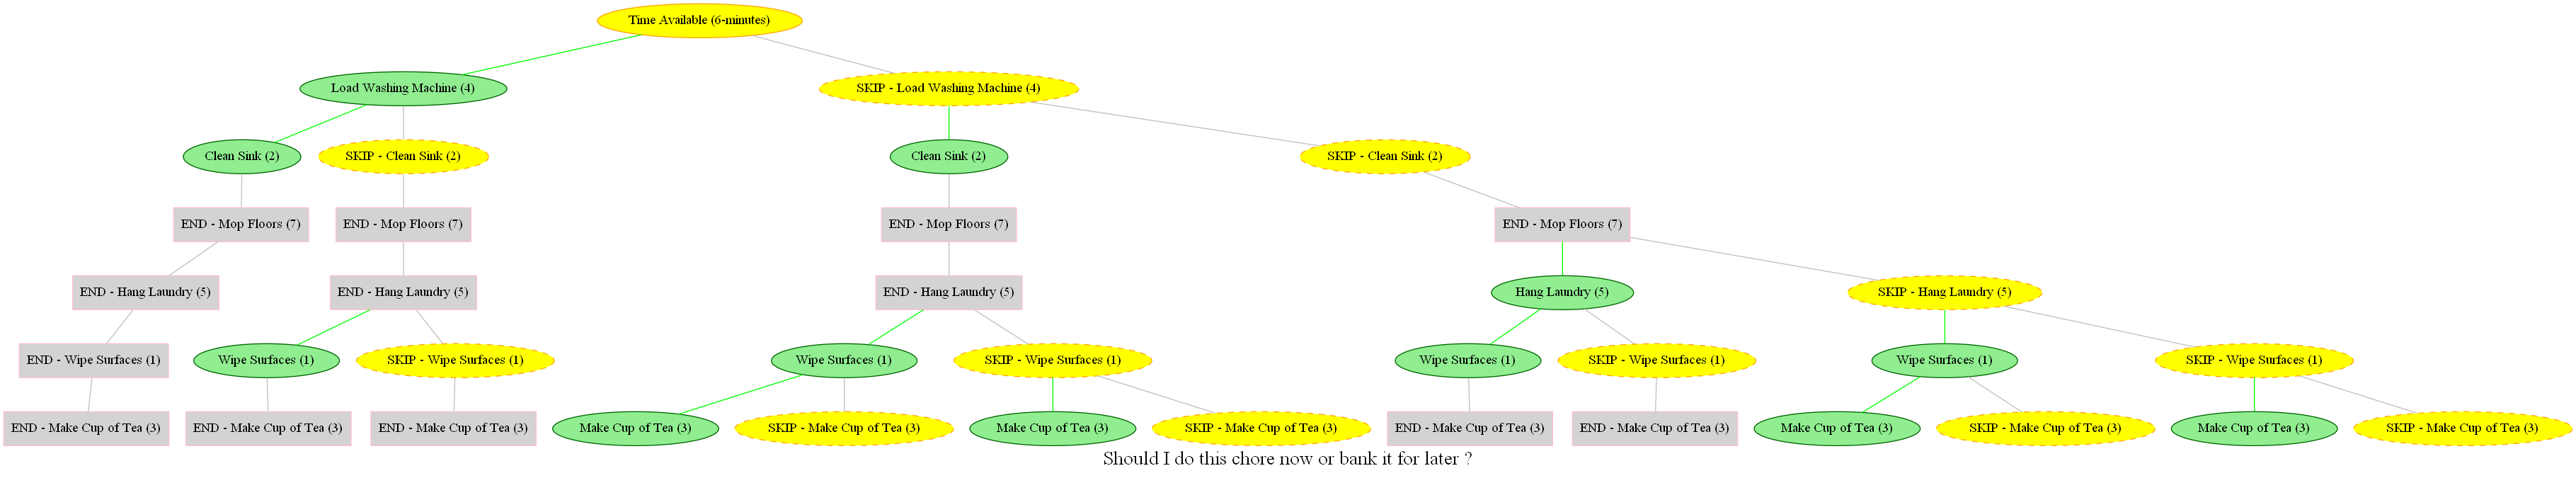 Time Available (6-minutes)
Load Washing Machine (4)
SKIP - Load Washing Machine (4)
Clean Sink (2)
SKIP - Clean Sink (2)
Clean Sink (2)
SKIP - Clean Sink (2)
END - Mop Floors (7)
END - Mop Floors (7)
END - Mop Floors (7)
END - Mop Floors (7)
END - Hang Laundry (5)
END - Hang Laundry (5)
END - Hang Laundry (5)
Hang Laundry (5)
SKIP - Hang Laundry (5)
END - Wipe Surfaces (1)
Wipe Surfaces (1)
SKIP - Wipe Surfaces (1)
Wipe Surfaces (1)
SKIP - Wipe Surfaces (1)
Wipe Surfaces (1)
SKIP - Wipe Surfaces (1)
Wipe Surfaces (1)
SKIP - Wipe Surfaces (1)
END - Make Cup of Tea (3)
END - Make Cup of Tea (3)
END - Make Cup of Tea (3)
Make Cup of Tea (3)
SKIP - Make Cup of Tea (3)
Make Cup of Tea (3)
SKIP - Make Cup of Tea (3)
END - Make Cup of Tea (3)
END - Make Cup of Tea (3)
Make Cup of Tea (3)
SKIP - Make Cup of Tea (3)
Make Cup of Tea (3)
SKIP - Make Cup of Tea (3)
Should I do this chore now or bank it for later ?